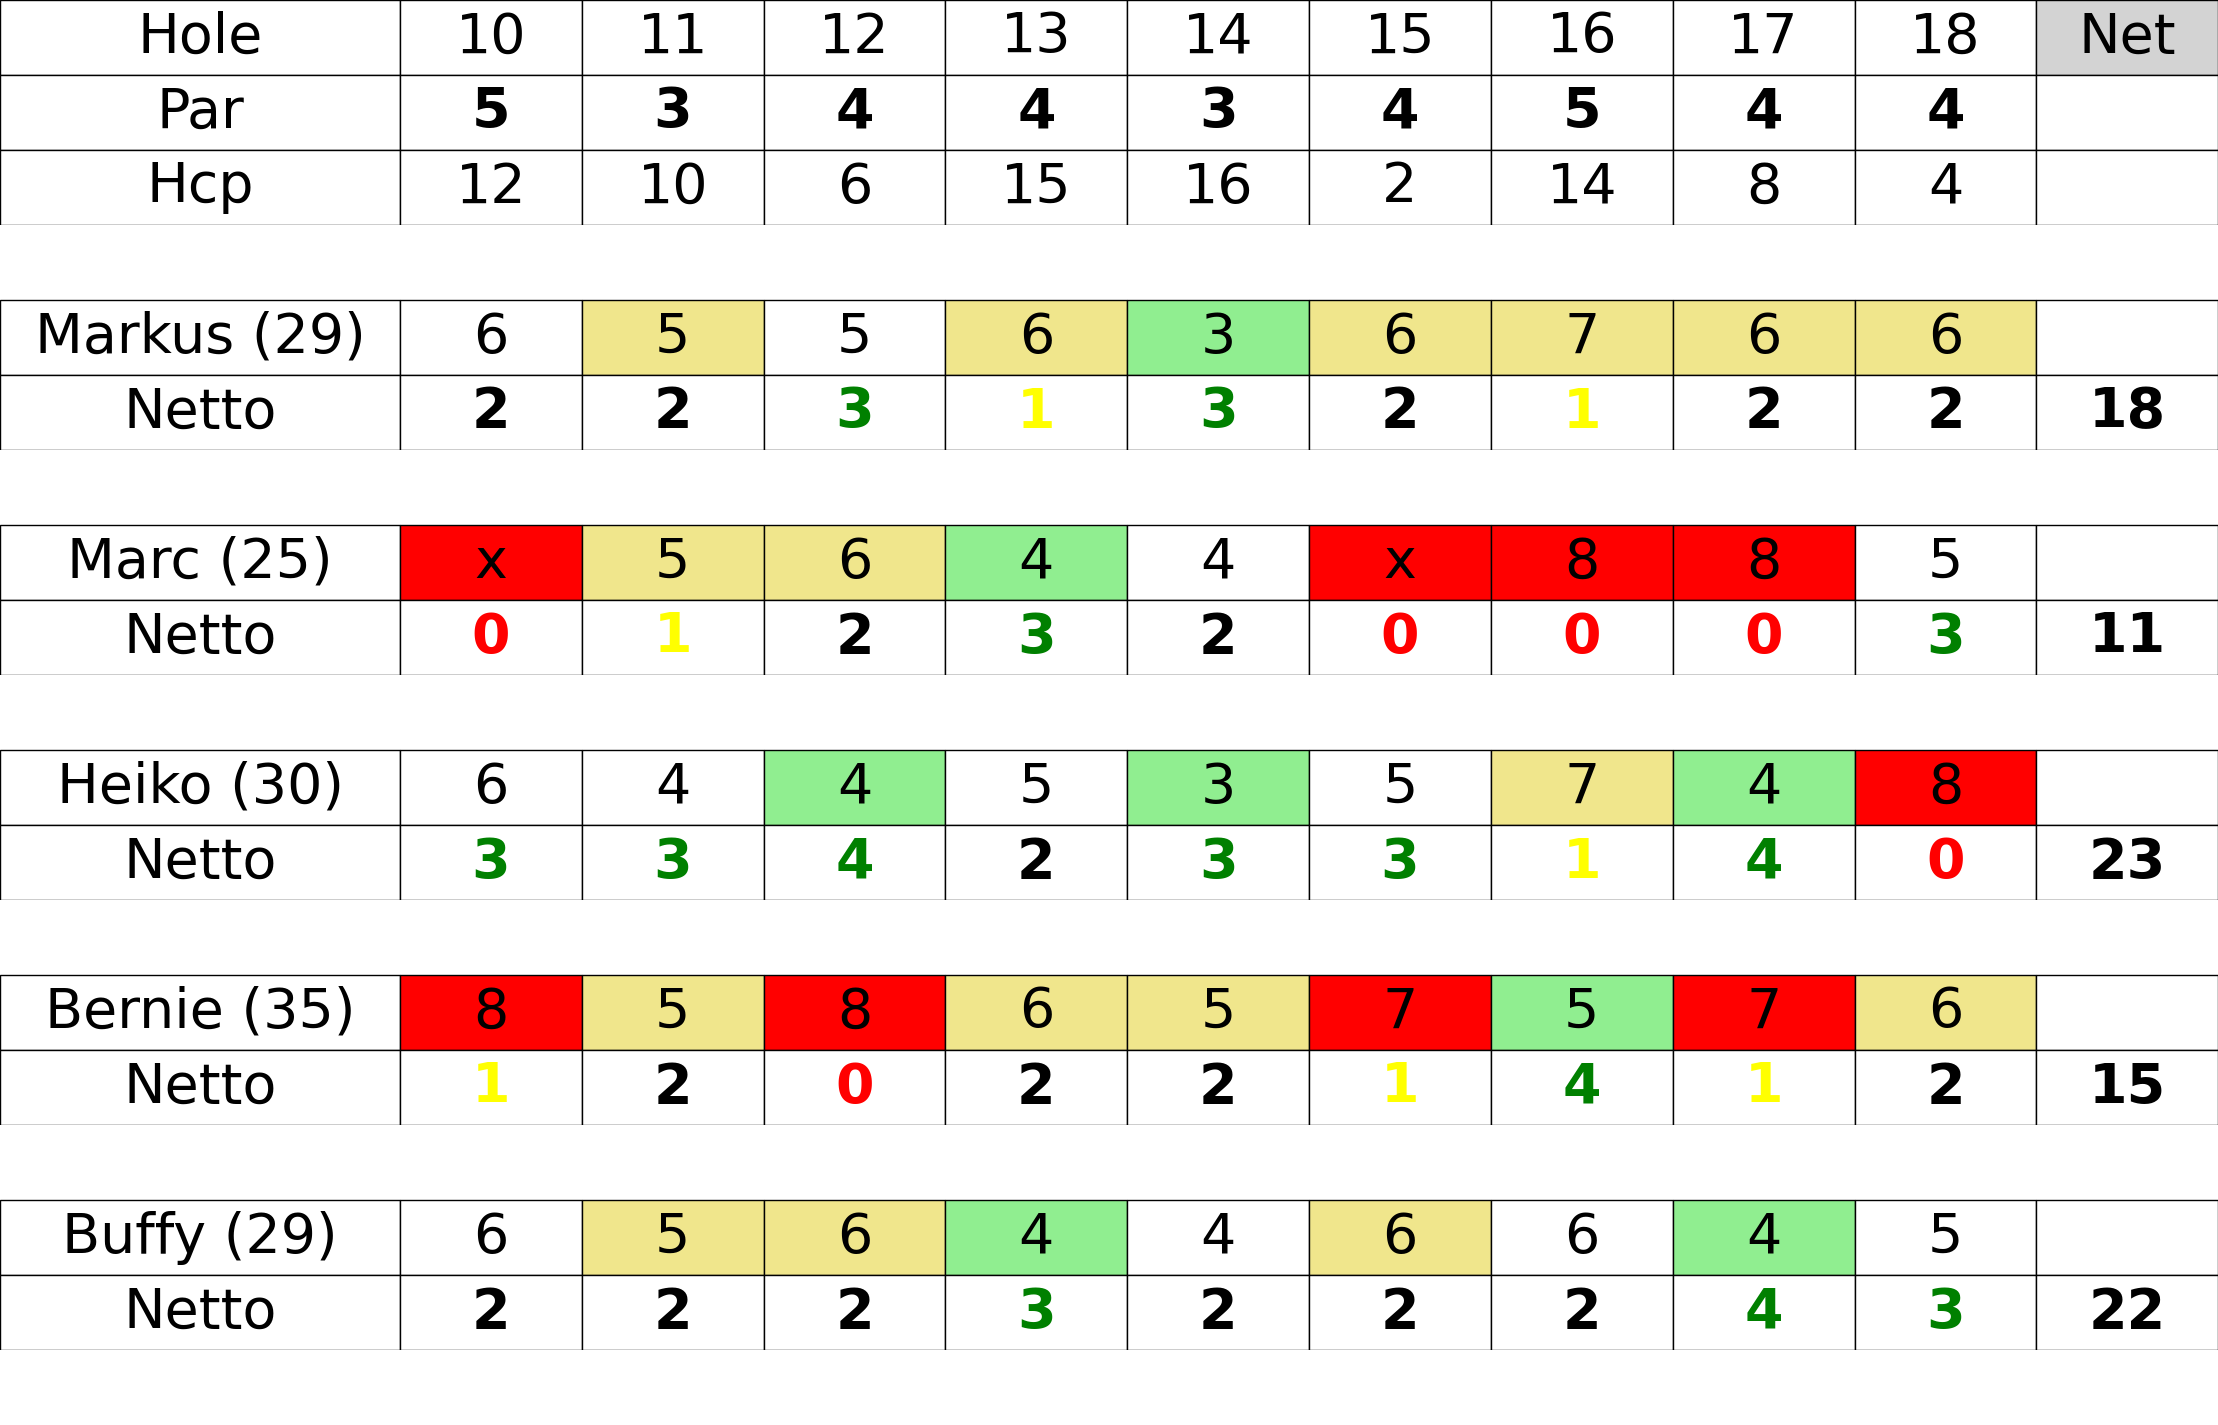 Hole 10 11 12 13 14 15 16 17 18 Net
Par 5 3 4 4 3 4 5 4 4
Hcp 12 10 6 15 16 2 14 8 4
Markus (29) 6 5 5 6 3 6 7 6 6
Netto 2 2 3 1 3 2 1 2 2 18
Marc (25) x 5 6 4 4 x 8 8 5
Netto 0 1 2 3 2 0 0 0 3 11
Heiko (30) 6 4 4 5 3 5 7 4 8
Netto 3 3 4 2 3 3 1 4 0 23
Bernie (35) 8 5 8 6 5 7 5 7 6
Netto 1 2 0 2 2 1 4 1 2 15
Buffy (29) 6 5 6 4 4 6 6 4 5
Netto 2 2 2 3 2 2 2 4 3 22